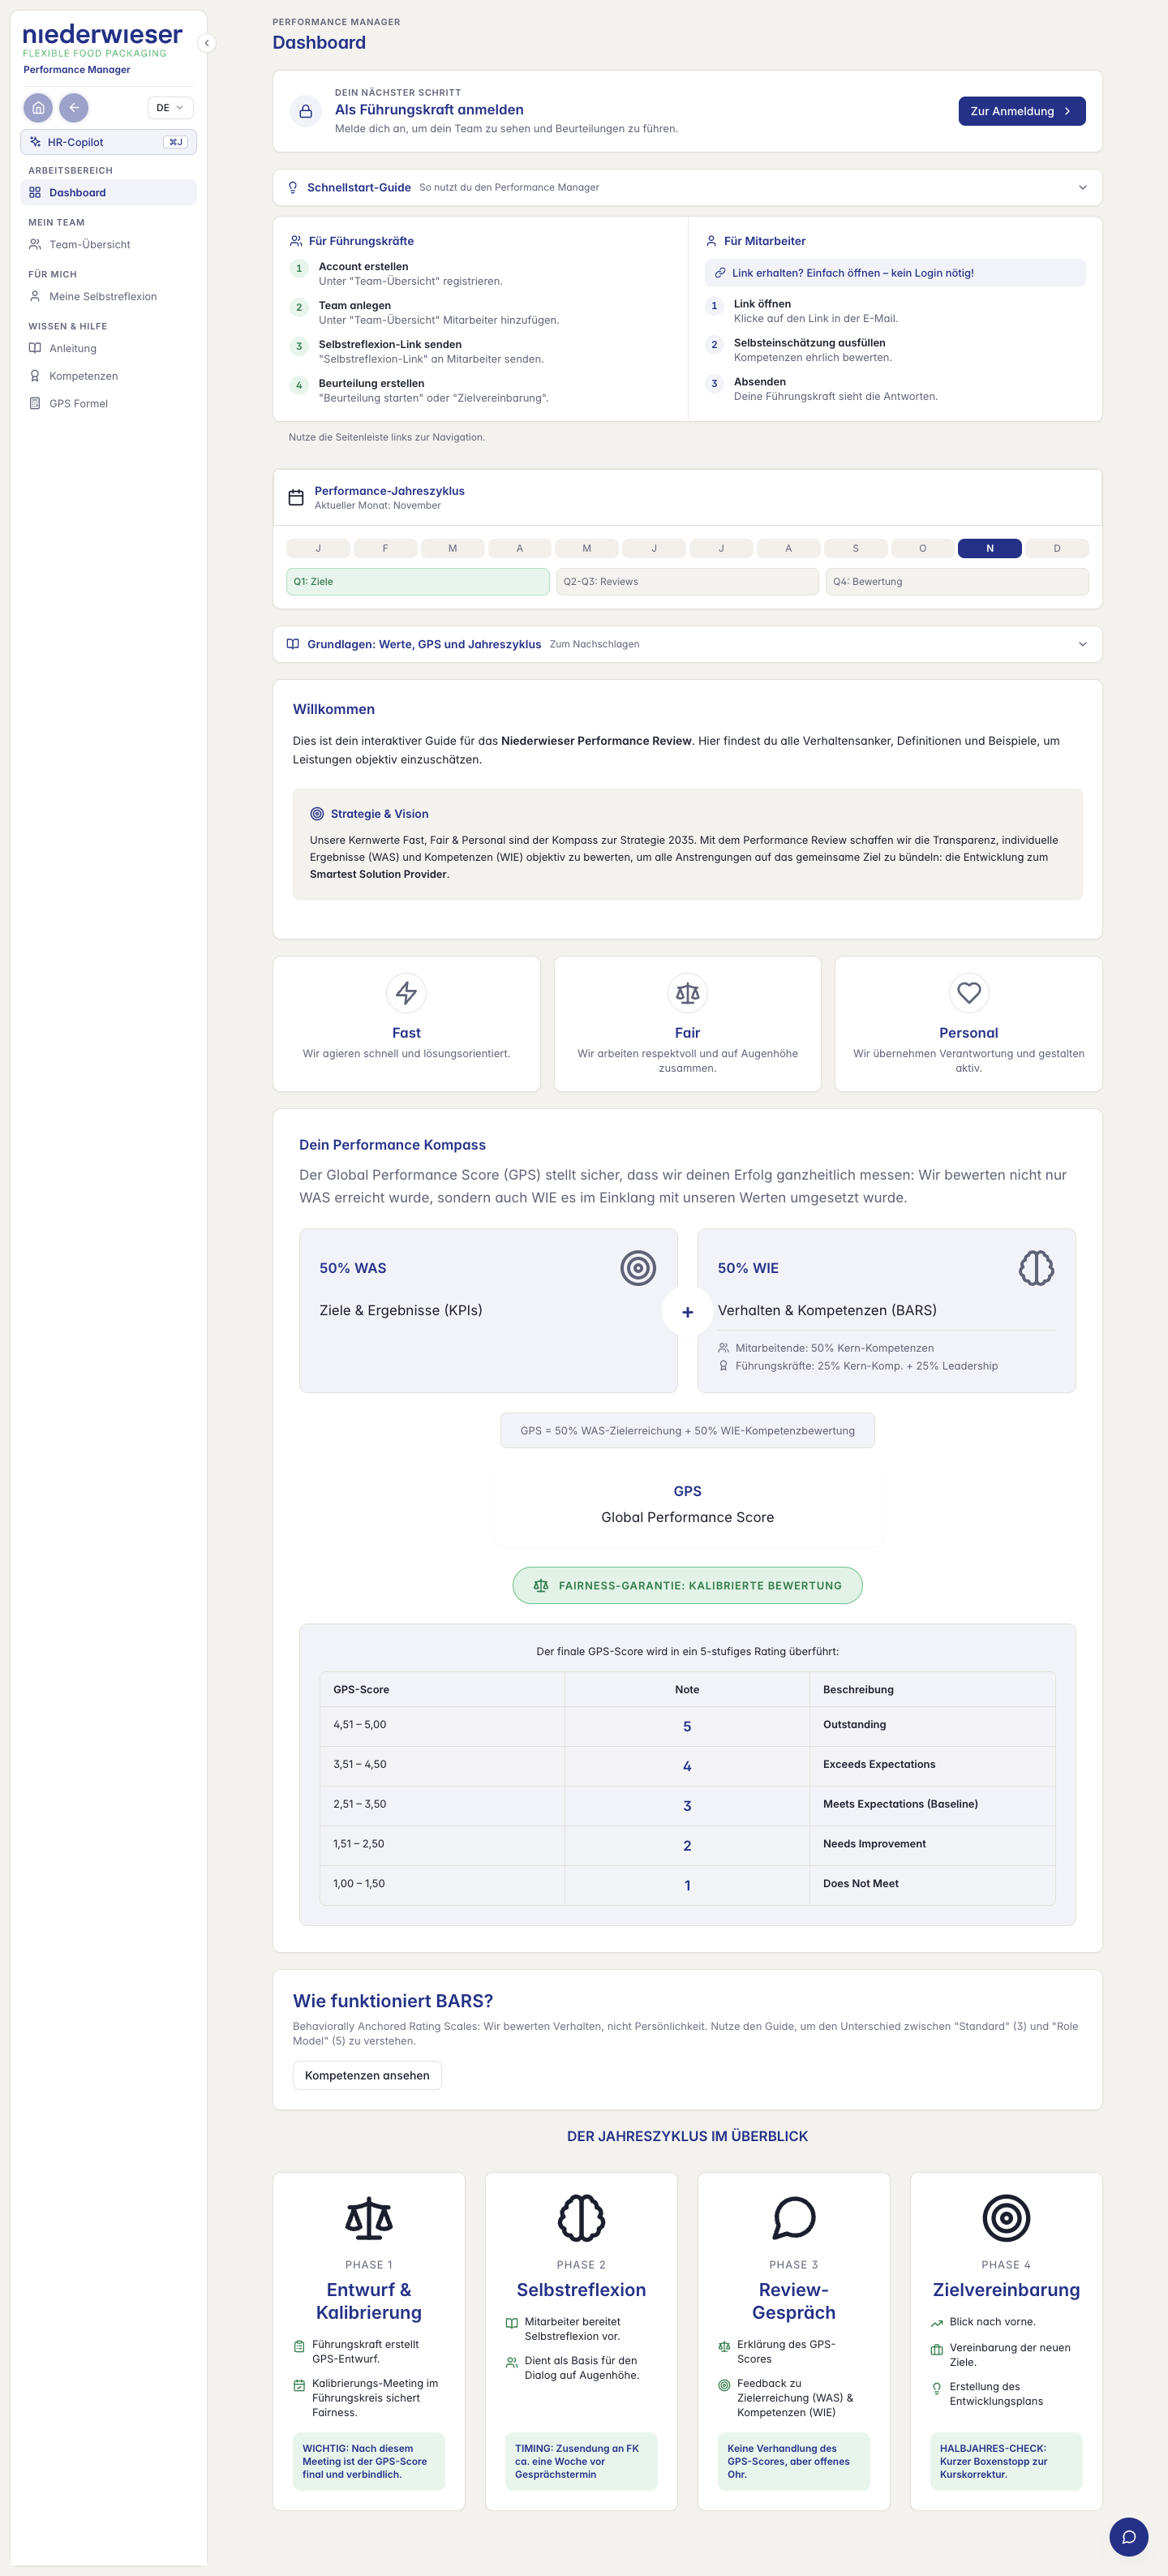 niederwieser
FLEXIBLE FOOD PACKAGING
Performance Manager
DE
HR-Copilot
⌘J
ARBEITSBEREICH
Dashboard
MEIN TEAM
Team-Übersicht
FÜR MICH
Meine Selbstreflexion
WISSEN & HILFE
Anleitung
Kompetenzen
GPS Formel
PERFORMANCE MANAGER
Dashboard
DEIN NÄCHSTER SCHRITT
Als Führungskraft anmelden
Melde dich an, um dein Team zu sehen und Beurteilungen zu führen.
Zur Anmeldung
Schnellstart-Guide So nutzt du den Performance Manager
Für Führungskräfte
1 Account erstellen
Unter "Team-Übersicht" registrieren.
2 Team anlegen
Unter "Team-Übersicht" Mitarbeiter hinzufügen.
3 Selbstreflexion-Link senden
"Selbstreflexion-Link" an Mitarbeiter senden.
4 Beurteilung erstellen
"Beurteilung starten" oder "Zielvereinbarung".
Für Mitarbeiter
Link erhalten? Einfach öffnen – kein Login nötig!
1 Link öffnen
Klicke auf den Link in der E-Mail.
2 Selbsteinschätzung ausfüllen
Kompetenzen ehrlich bewerten.
3 Absenden
Deine Führungskraft sieht die Antworten.
Nutze die Seitenleiste links zur Navigation.
Performance-Jahreszyklus
Aktueller Monat: November
J F M A M J J A S O N D
Q1: Ziele Q2-Q3: Reviews Q4: Bewertung
Grundlagen: Werte, GPS und Jahreszyklus Zum Nachschlagen
Willkommen
Dies ist dein interaktiver Guide für das Niederwieser Performance Review. Hier findest du alle Verhaltensanker, Definitionen und Beispiele, um
Leistungen objektiv einzuschätzen.
Strategie & Vision
Unsere Kernwerte Fast, Fair & Personal sind der Kompass zur Strategie 2035. Mit dem Performance Review schaffen wir die Transparenz, individuelle
Ergebnisse (WAS) und Kompetenzen (WIE) objektiv zu bewerten, um alle Anstrengungen auf das gemeinsame Ziel zu bündeln: die Entwicklung zum
Smartest Solution Provider.
Fast
Wir agieren schnell und lösungsorientiert.
Fair
Wir arbeiten respektvoll und auf Augenhöhe
zusammen.
Personal
Wir übernehmen Verantwortung und gestalten
aktiv.
Dein Performance Kompass
Der Global Performance Score (GPS) stellt sicher, dass wir deinen Erfolg ganzheitlich messen: Wir bewerten nicht nur
WAS erreicht wurde, sondern auch WIE es im Einklang mit unseren Werten umgesetzt wurde.
50% WAS
Ziele & Ergebnisse (KPIs)
+
50% WIE
Verhalten & Kompetenzen (BARS)
Mitarbeitende: 50% Kern-Kompetenzen
Führungskräfte: 25% Kern-Komp. + 25% Leadership
GPS = 50% WAS-Zielerreichung + 50% WIE-Kompetenzbewertung
GPS
Global Performance Score
FAIRNESS-GARANTIE: KALIBRIERTE BEWERTUNG
Der finale GPS-Score wird in ein 5-stufiges Rating überführt:
GPS-Score Note Beschreibung
4,51 – 5,00 5 Outstanding
3,51 – 4,50 4 Exceeds Expectations
2,51 – 3,50 3 Meets Expectations (Baseline)
1,51 – 2,50 2 Needs Improvement
1,00 – 1,50 1 Does Not Meet
Wie funktioniert BARS?
Behaviorally Anchored Rating Scales: Wir bewerten Verhalten, nicht Persönlichkeit. Nutze den Guide, um den Unterschied zwischen "Standard" (3) und "Role
Model" (5) zu verstehen.
Kompetenzen ansehen
DER JAHRESZYKLUS IM ÜBERBLICK
PHASE 1
Entwurf &
Kalibrierung
Führungskraft erstellt
GPS-Entwurf.
Kalibrierungs-Meeting im
Führungskreis sichert
Fairness.
WICHTIG: Nach diesem
Meeting ist der GPS-Score
final und verbindlich.
PHASE 2
Selbstreflexion
Mitarbeiter bereitet
Selbstreflexion vor.
Dient als Basis für den
Dialog auf Augenhöhe.
TIMING: Zusendung an FK
ca. eine Woche vor
Gesprächstermin
PHASE 3
Review-
Gespräch
Erklärung des GPS-
Scores
Feedback zu
Zielerreichung (WAS) &
Kompetenzen (WIE)
Keine Verhandlung des
GPS-Scores, aber offenes
Ohr.
PHASE 4
Zielvereinbarung
Blick nach vorne.
Vereinbarung der neuen
Ziele.
Erstellung des
Entwicklungsplans
HALBJAHRES-CHECK:
Kurzer Boxenstopp zur
Kurskorrektur.